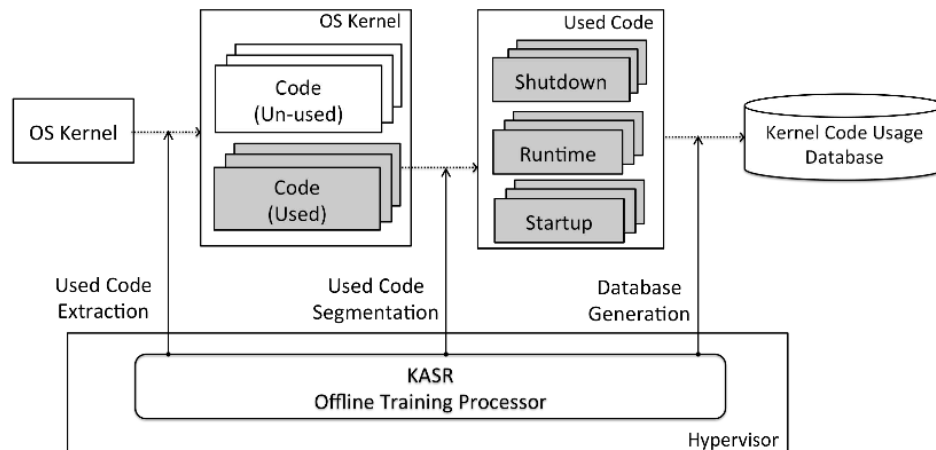 OS Kernel
Used Code
Code
(Un-used)
Shutdown
OS Kernel
Kernel Code Usage
Database
Runtime
Code
(Used)
Startup
Used Code
Extraction
Used Code
Segmentation
Database
Generation
KASR
Offline Training Processor
Hypervisor